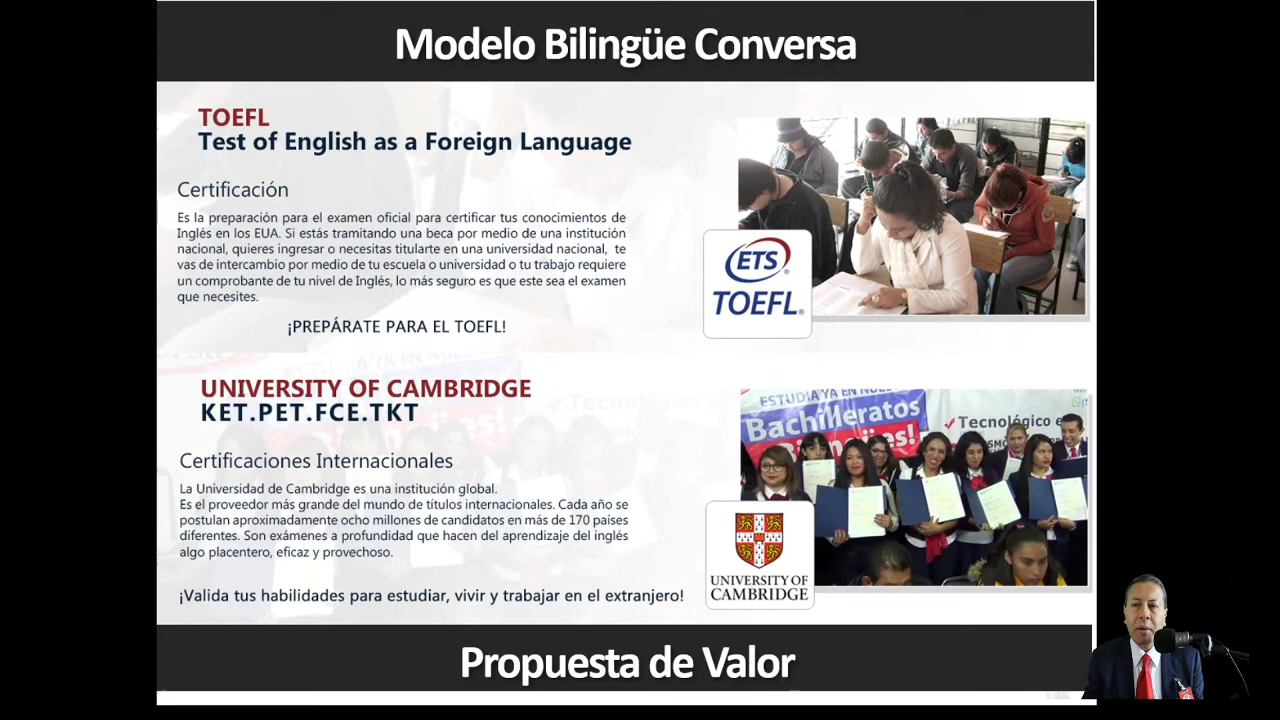 Modelo Bilingüe Conversa
TOEFL
Test of English as a Foreign Language
Certificación
Es la preparación para el examen oficial para certificar tus conocimientos de
Inglés en los EUA. Si estás tramitando una beca por medio de una institución
nacional, quieres ingresar o necesitas titularte en una universidad nacional, te
vas de intercambio por medio de tu escuela o universidad o tu trabajo requiere
un comprobante de tu nivel de Inglés, lo más seguro es que este sea el examen
que necesites.
¡PREPÁRATE PARA EL TOEFL!
ETS
TOEFL®
UNIVERSITY OF CAMBRIDGE
KET.PET.FCE.TKT
Certificaciones Internacionales
La Universidad de Cambridge es una institución global.
Es el proveedor más grande del mundo de títulos internacionales. Cada año se
postulan aproximadamente ocho millones de candidatos en más de 170 países
diferentes. Son exámenes a profundidad que hacen del aprendizaje del inglés
algo placentero, eficaz y provechoso.
¡Valida tus habilidades para estudiar, vivir y trabajar en el extranjero!
ESTUDIA YA EN
Bachilleratos
Tecnológico
UNIVERSITY OF
CAMBRIDGE
Propuesta de Valor